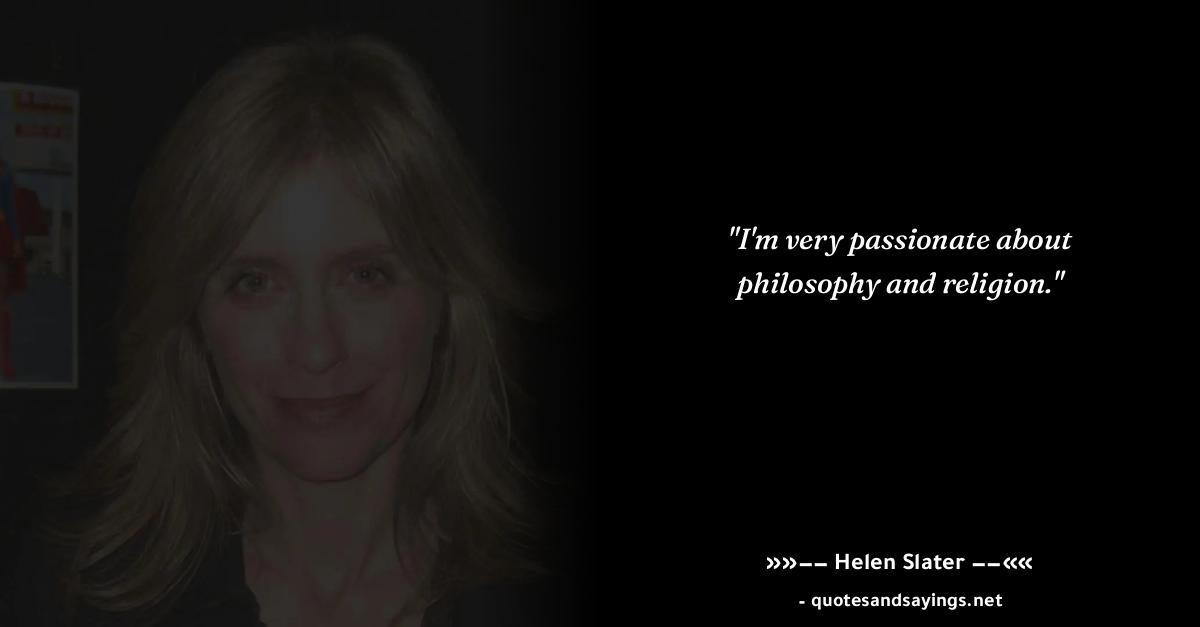 "I'm very passionate about
philosophy and religion."
»»−− Helen Slater −−««
- quotesandsayings.net